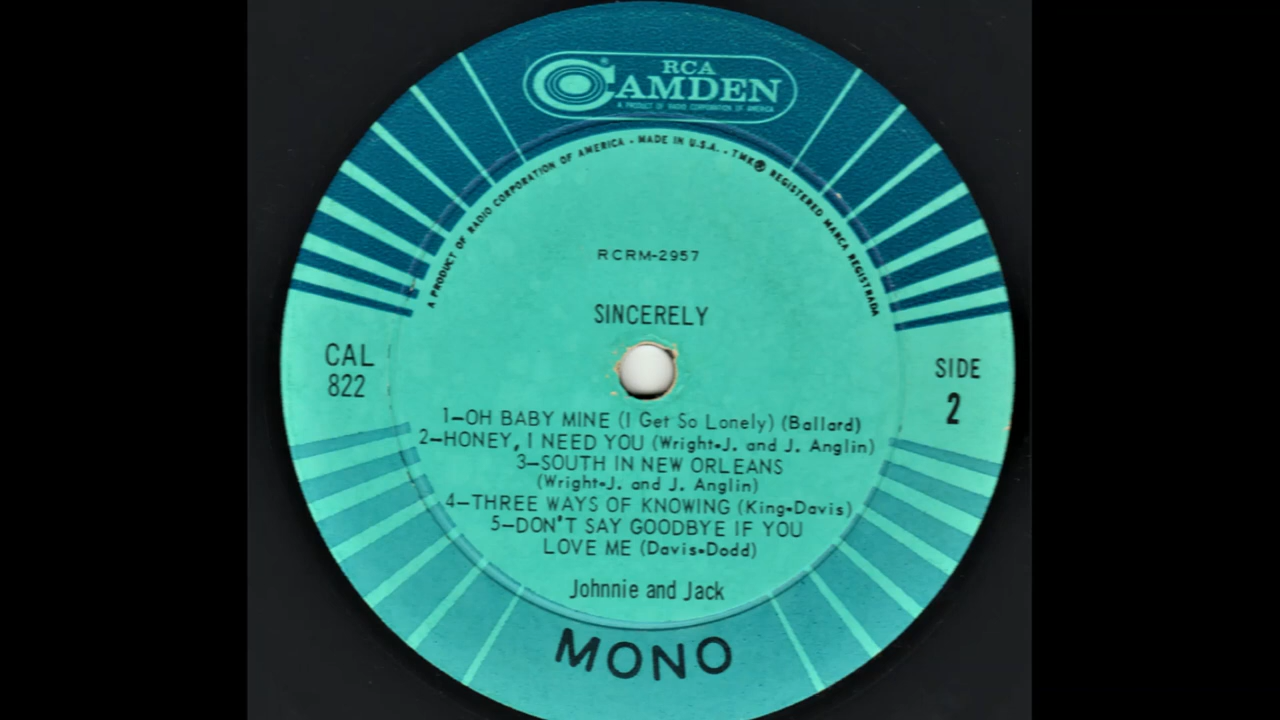 RCA
CAMDEN
A PRODUCT OF RADIO CORPORATION OF AMERICA
A PRODUCT OF RADIO CORPORATION OF AMERICA • MADE IN U.S.A. • TMK® REGISTERED MARCA REGISTRADA
RCRM-2957
SINCERELY
CAL
822
SIDE
2
1—OH BABY MINE (I Get So Lonely) (Ballard)
2—HONEY, I NEED YOU (Wright-J. and J. Anglin)
3—SOUTH IN NEW ORLEANS
(Wright-J. and J. Anglin)
4—THREE WAYS OF KNOWING (King-Davis)
5—DON'T SAY GOODBYE IF YOU
LOVE ME (Davis-Dodd)
Johnnie and Jack
MONO